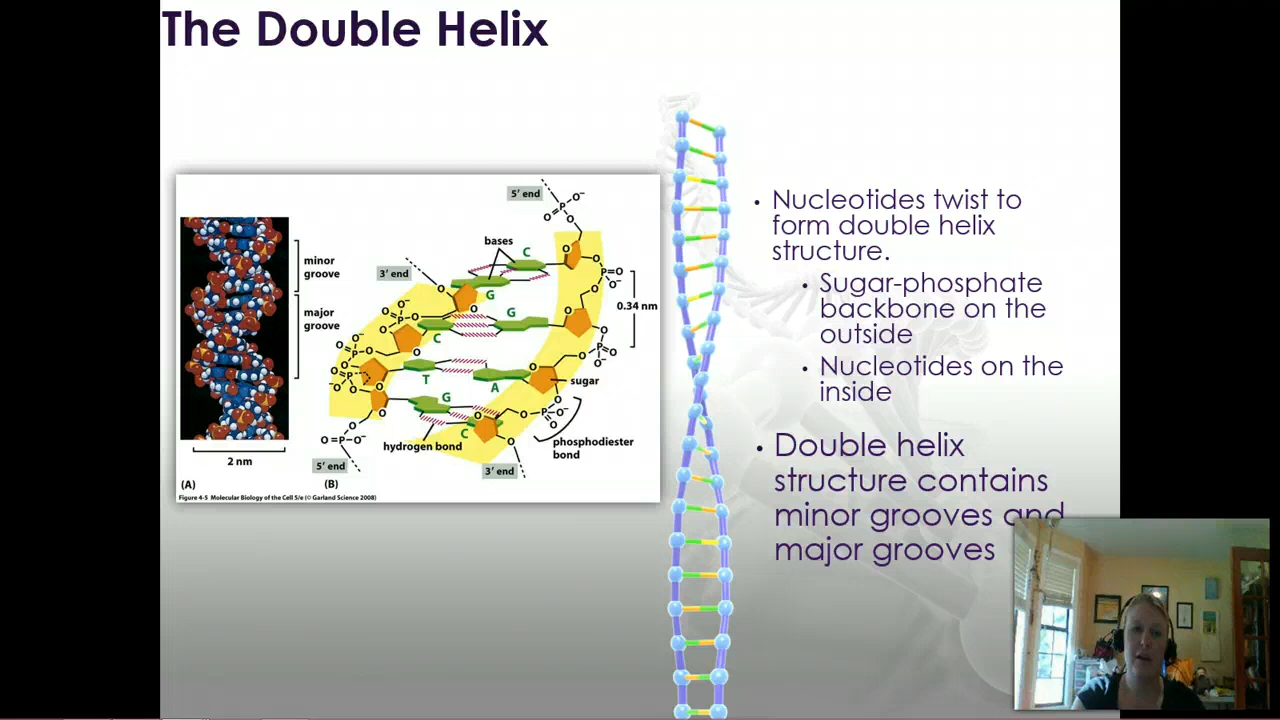 The Double Helix
5' end
bases
C
3' end
minor
groove
G
G
0.34 nm
major
groove
C
T
A
sugar
G
C
hydrogen bond
phosphodiester
bond
2 nm
5' end
3' end
(A)
(B)
Figure 4-5 Molecular Biology of the Cell 5/e (© Garland Science 2008)
• Nucleotides twist to
form double helix
structure.
• Sugar-phosphate
backbone on the
outside
• Nucleotides on the
inside
• Double helix
structure contains
minor grooves and
major grooves